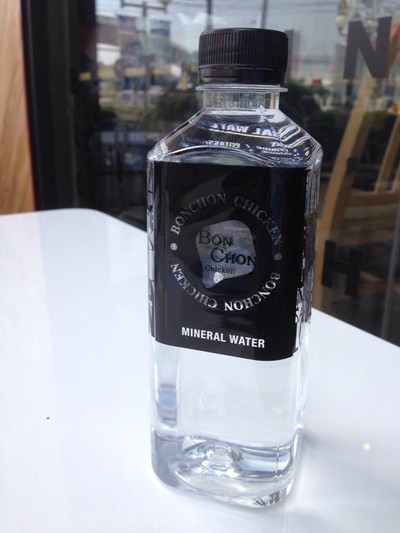 BONCHON CHICKEN • BONCHON CHICKEN •
BON
CHON
Chicken
MINERAL WATER
N
H